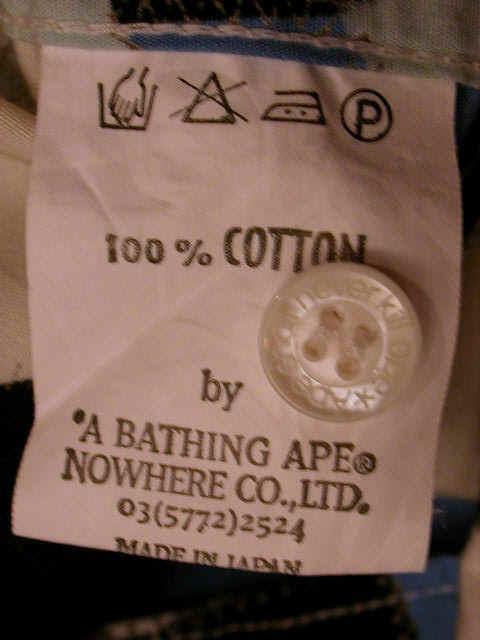 P
100 % COTTON
by
"A BATHING APE®
NOWHERE CO.,LTD.
03(5772)2524
MADE IN JAPAN